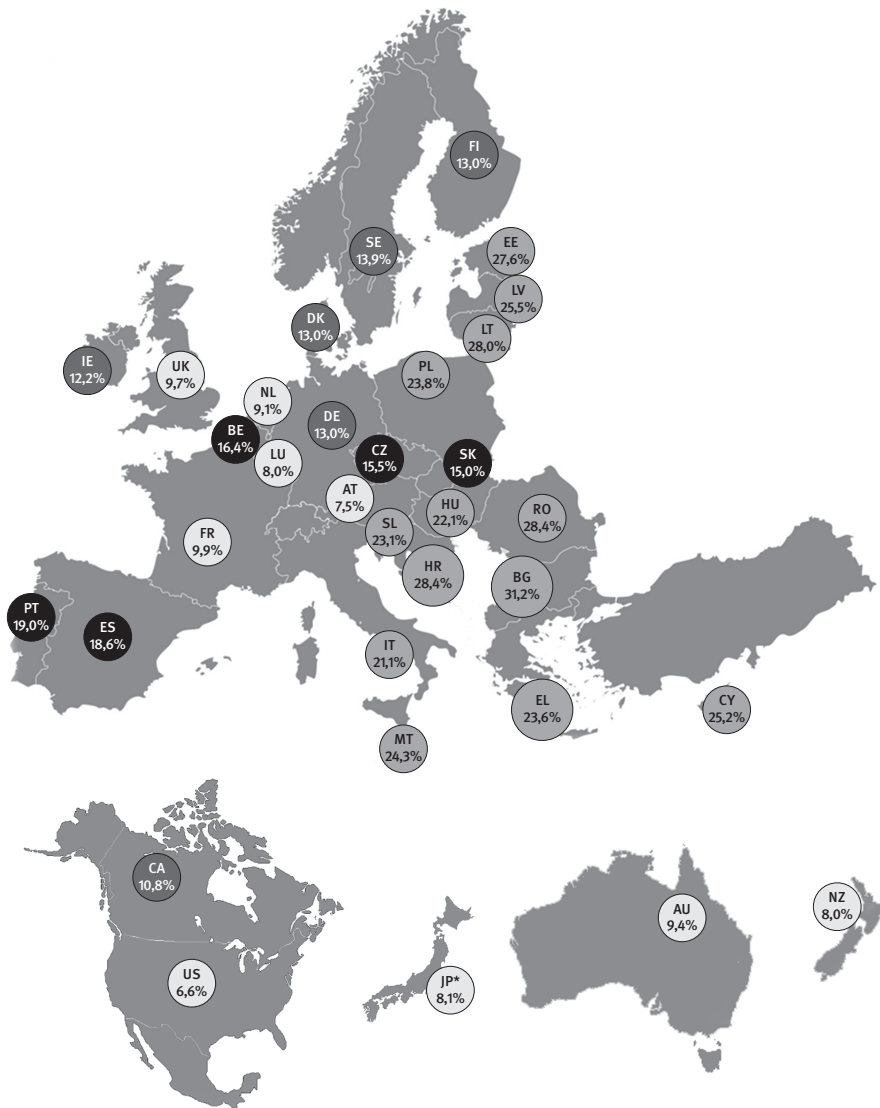 FI
13,0%
SE
13,9%
EE
27,6%
LV
25,5%
DK
13,0%
LT
28,0%
IE
12,2%
UK
9,7%
PL
23,8%
NL
9,1%
DE
13,0%
BE
16,4%
LU
8,0%
CZ
15,5%
SK
15,0%
AT
7,5%
HU
22,1%
RO
28,4%
SL
23,1%
FR
9,9%
HR
28,4%
BG
31,2%
PT
19,0%
ES
18,6%
IT
21,1%
EL
23,6%
CY
25,2%
MT
24,3%
CA
10,8%
AU
9,4%
NZ
8,0%
US
6,6%
JP*
8,1%